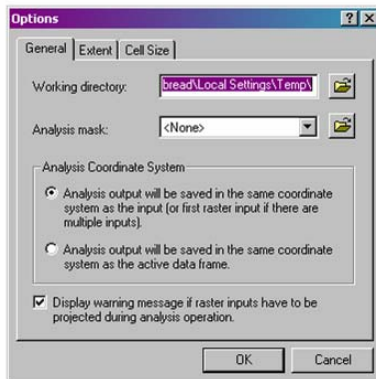 Options
General Extent Cell Size
Working directory: bread\Local Settings\Temp\
Analysis mask: <None>
Analysis Coordinate System
Analysis output will be saved in the same coordinate
system as the input (or first raster input if there are
multiple inputs).
Analysis output will be saved in the same coordinate
system as the active data frame.
Display warning message if raster inputs have to be
projected during analysis operation.
OK Cancel